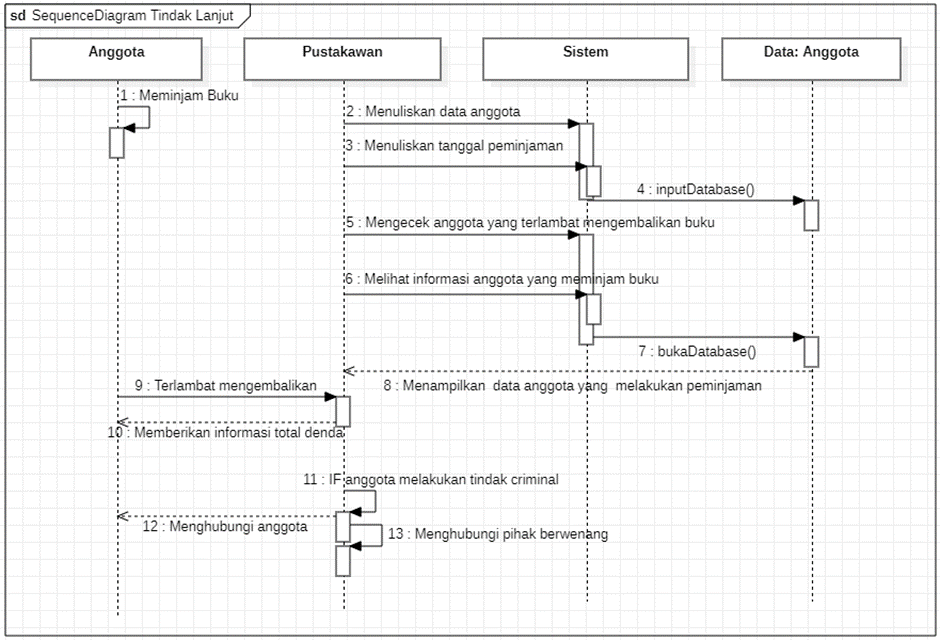 sd SequenceDiagram Tindak Lanjut
Anggota
Pustakawan
Sistem
Data: Anggota
1 : Meminjam Buku
2 : Menuliskan data anggota
3 : Menuliskan tanggal peminjaman
4 : inputDatabase()
5 : Mengecek anggota yang terlambat mengembalikan buku
6 : Melihat informasi anggota yang meminjam buku
7 : bukaDatabase()
8 : Menampilkan data anggota yang melakukan peminjaman
9 : Terlambat mengembalikan
10 : Memberikan informasi total denda
11 : IF anggota melakukan tindak criminal
12 : Menghubungi anggota
13 : Menghubungi pihak berwenang